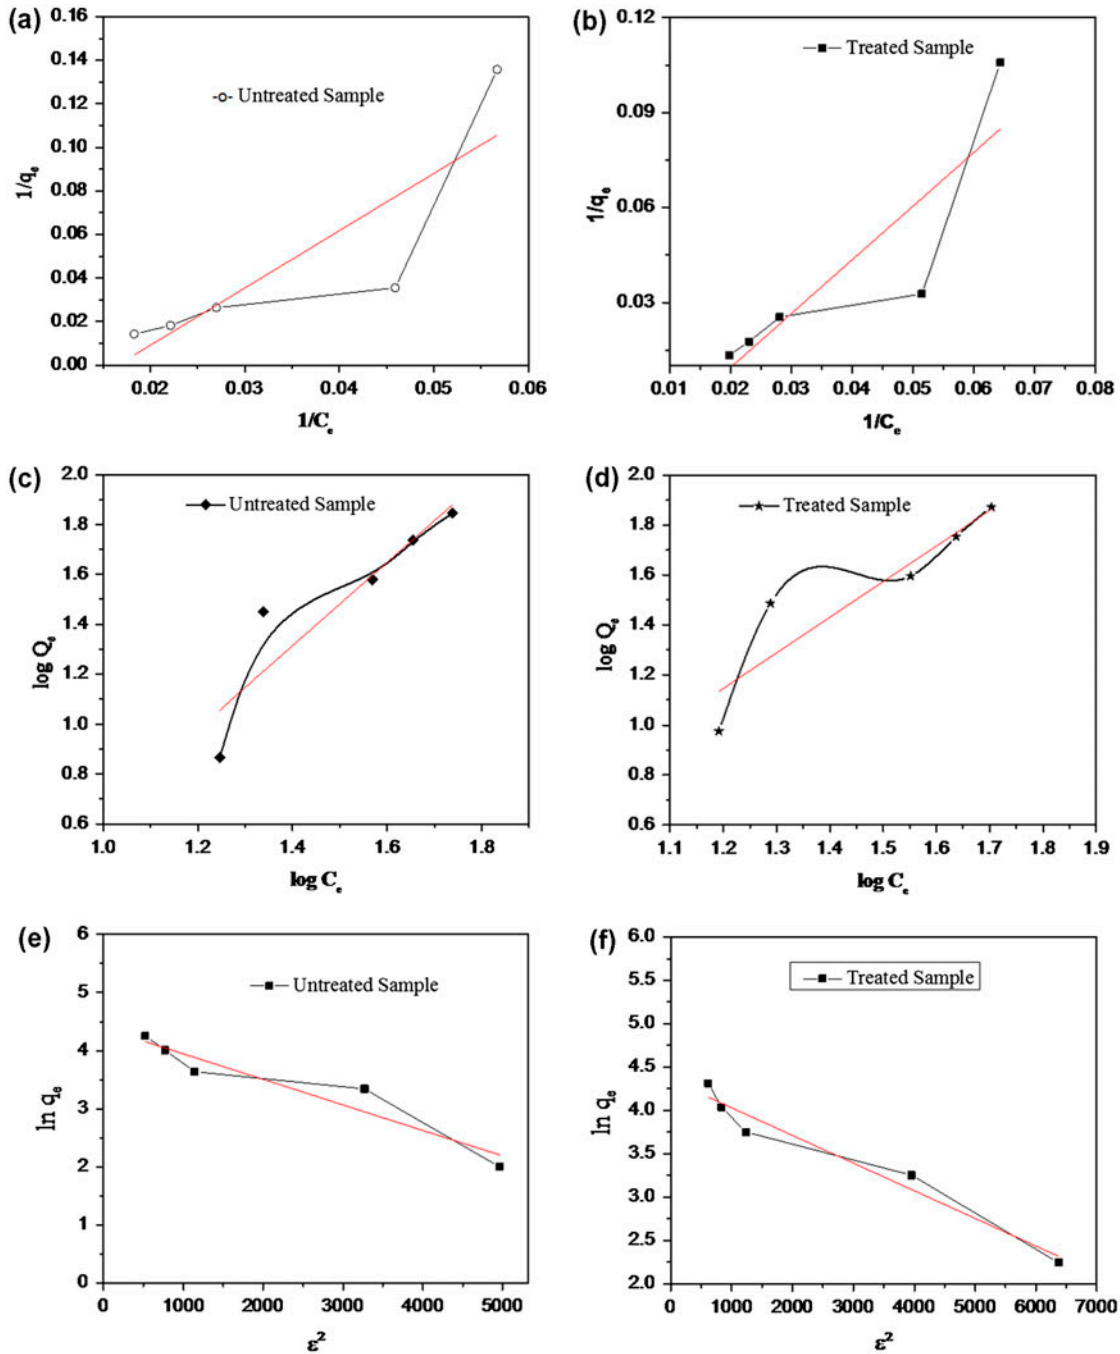 (a)
0.16
0.14
0.12
0.10
0.08
0.06
0.04
0.02
0.00
1/qe
Untreated Sample
0.02 0.03 0.04 0.05 0.06
1/Ce
(b)
0.12
0.09
0.06
0.03
1/qe
Treated Sample
0.01 0.02 0.03 0.04 0.05 0.06 0.07 0.08
1/Ce
(c)
2.0
1.8
1.6
1.4
1.2
1.0
0.8
0.6
log Qe
Untreated Sample
1.0 1.2 1.4 1.6 1.8
log Ce
(d)
2.0
1.8
1.6
1.4
1.2
1.0
0.8
0.6
log Qe
Treated Sample
1.1 1.2 1.3 1.4 1.5 1.6 1.7 1.8 1.9
log Ce
(e)
6
5
4
3
2
1
0
ln qe
Untreated Sample
0 1000 2000 3000 4000 5000
ε²
(f)
6.0
5.5
5.0
4.5
4.0
3.5
3.0
2.5
2.0
ln qe
Treated Sample
0 1000 2000 3000 4000 5000 6000 7000
ε²